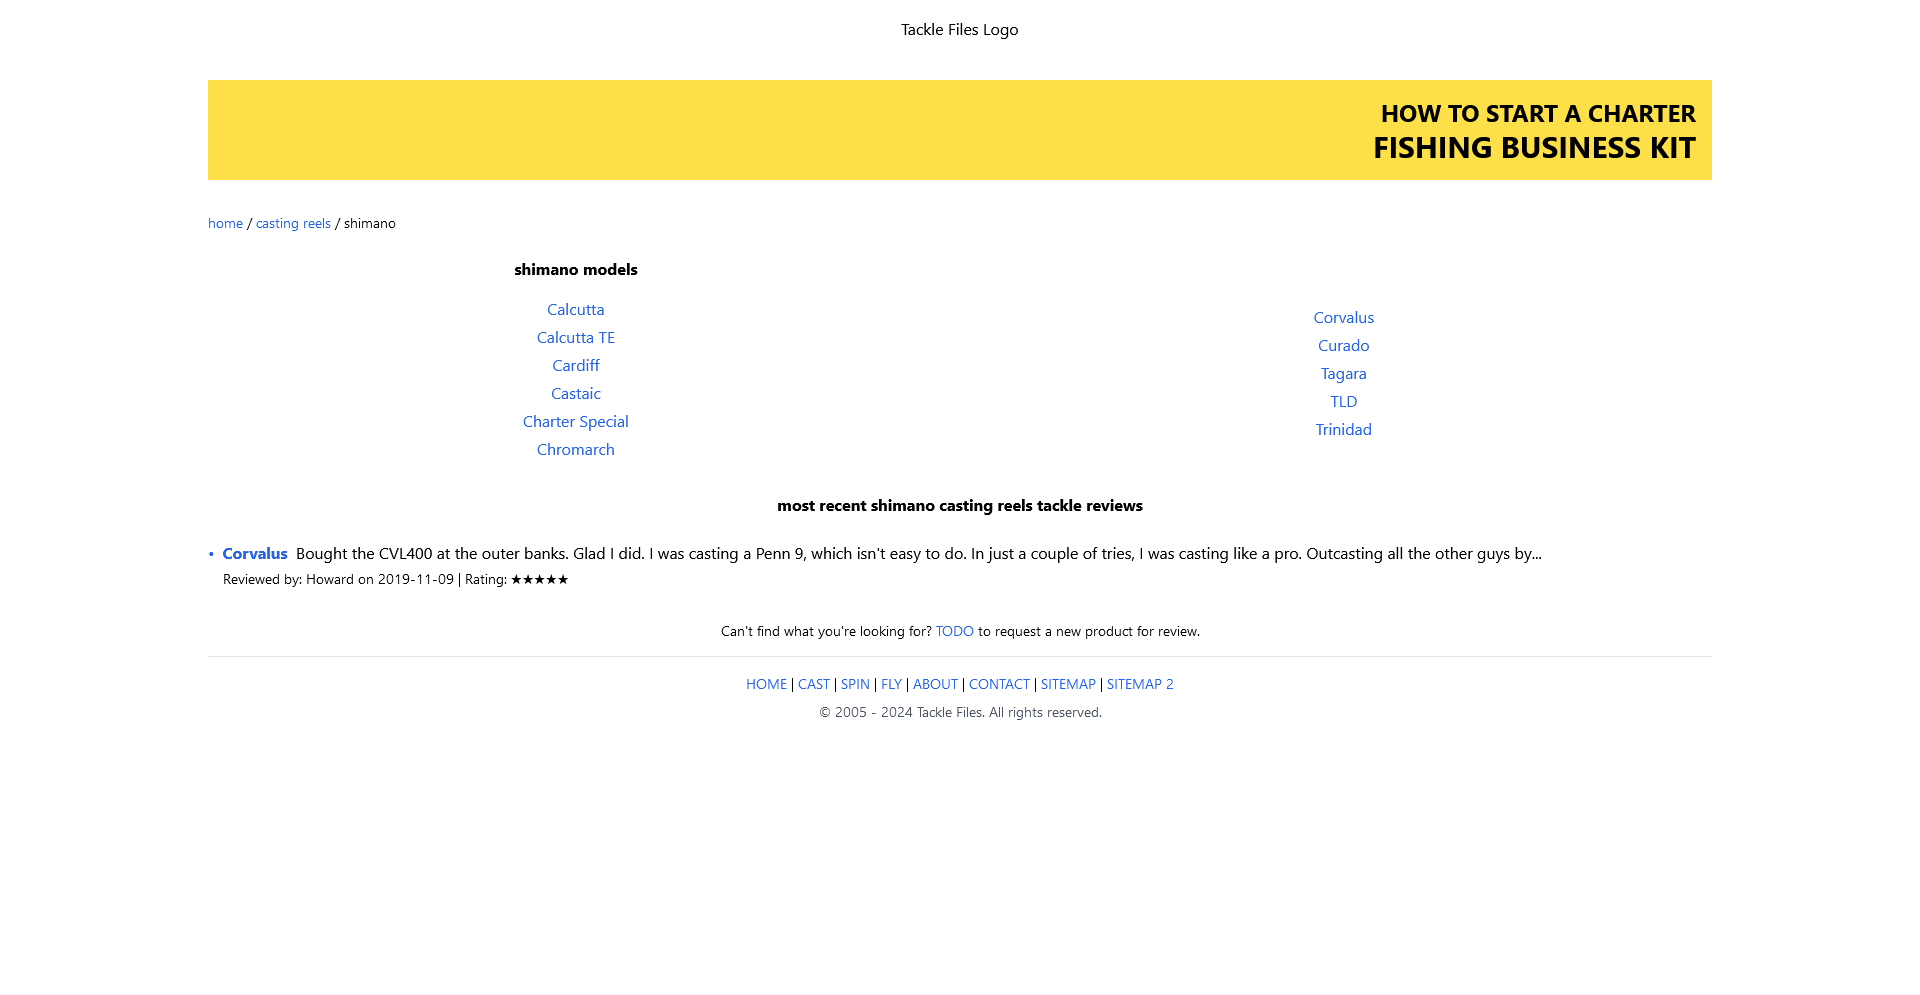 Tackle Files Logo
HOW TO START A CHARTER
FISHING BUSINESS KIT
home / casting reels / shimano
shimano models
Calcutta
Calcutta TE
Cardiff
Castaic
Charter Special
Chromarch
Corvalus
Curado
Tagara
TLD
Trinidad
most recent shimano casting reels tackle reviews
• Corvalus Bought the CVL400 at the outer banks. Glad I did. I was casting a Penn 9, which isn't easy to do. In just a couple of tries, I was casting like a pro. Outcasting all the other guys by...
Reviewed by: Howard on 2019-11-09 | Rating: ★★★★★
Can't find what you're looking for? TODO to request a new product for review.
HOME | CAST | SPIN | FLY | ABOUT | CONTACT | SITEMAP | SITEMAP 2
© 2005 - 2024 Tackle Files. All rights reserved.